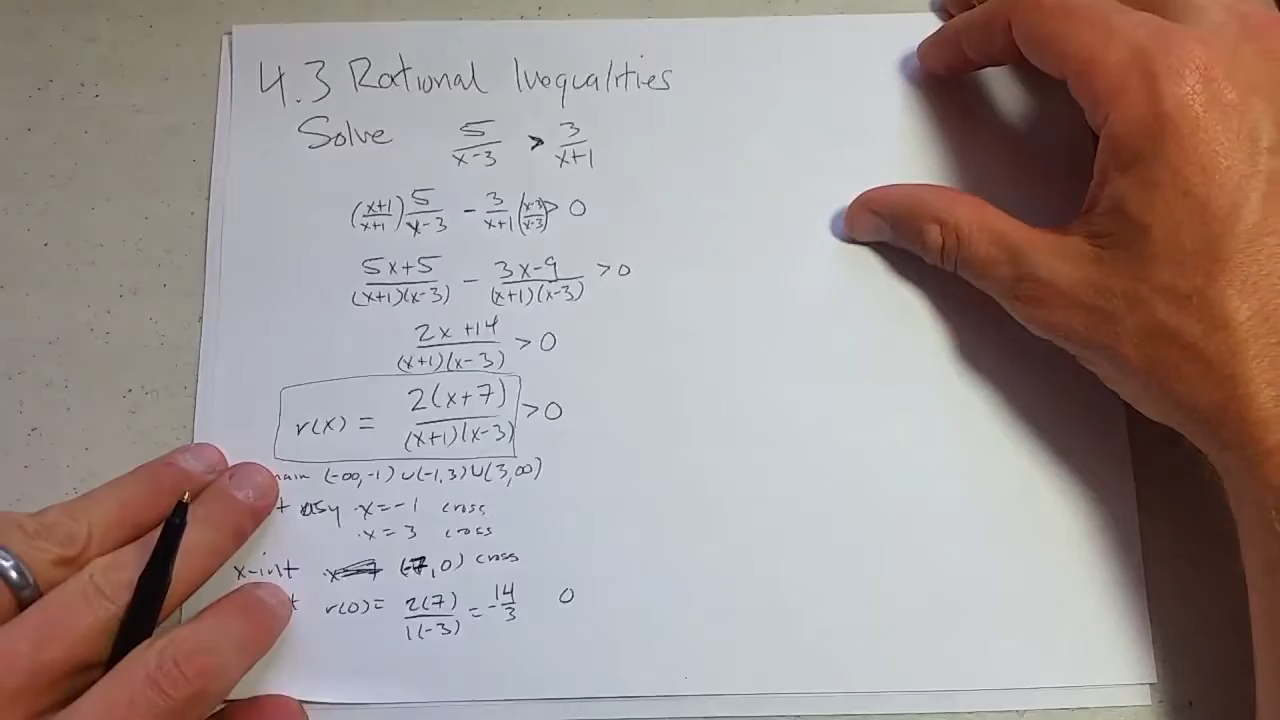 4.3 Rational Inequalities
Solve 5/(x-3) > 3/(x+1)
((x+1)/(x+1)) 5/(x-3) - 3/(x+1) ((x-3)/(x-3)) > 0
(5x+5)/((x+1)(x-3)) - (3x-9)/((x+1)(x-3)) > 0
(2x+14)/((x+1)(x-3)) > 0
r(x) = 2(x+7)/((x+1)(x-3)) > 0
(-∞,-1) ∪ (-1,3) ∪ (3,∞)
asy x=-1 cross
x=3 cross
x-int (-7,0) cross
r(0) = 2(7)/(1(-3)) = -14/3 0